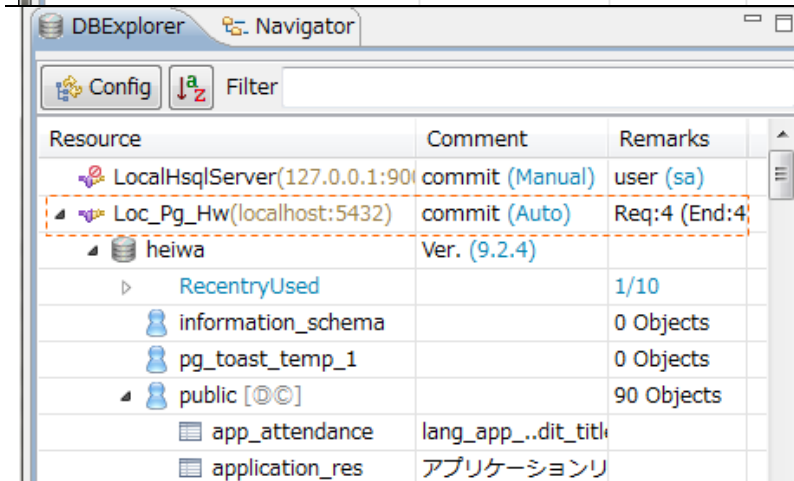 DBExplorer Navigator
Config a z Filter
Resource Comment Remarks
LocalHsqlServer(127.0.0.1:90 commit (Manual) user (sa)
Loc_Pg_Hw(localhost:5432) commit (Auto) Req:4 (End:4
heiwa Ver. (9.2.4)
RecentryUsed 1/10
information_schema 0 Objects
pg_toast_temp_1 0 Objects
public [ⒹⒸ] 90 Objects
app_attendance lang_app_..dit_title
application_res アプリケーションリ